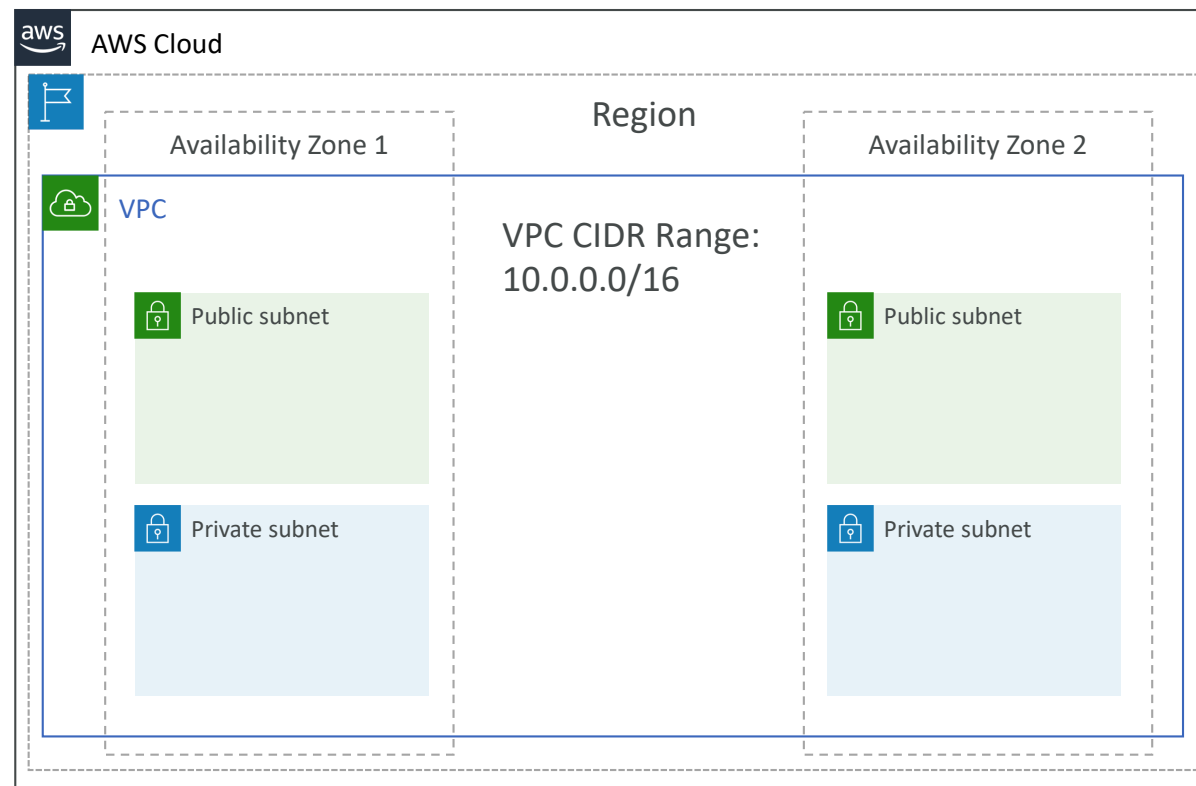 aws
AWS Cloud
Region
Availability Zone 1
Availability Zone 2
VPC
VPC CIDR Range:
10.0.0.0/16
Public subnet
Public subnet
Private subnet
Private subnet